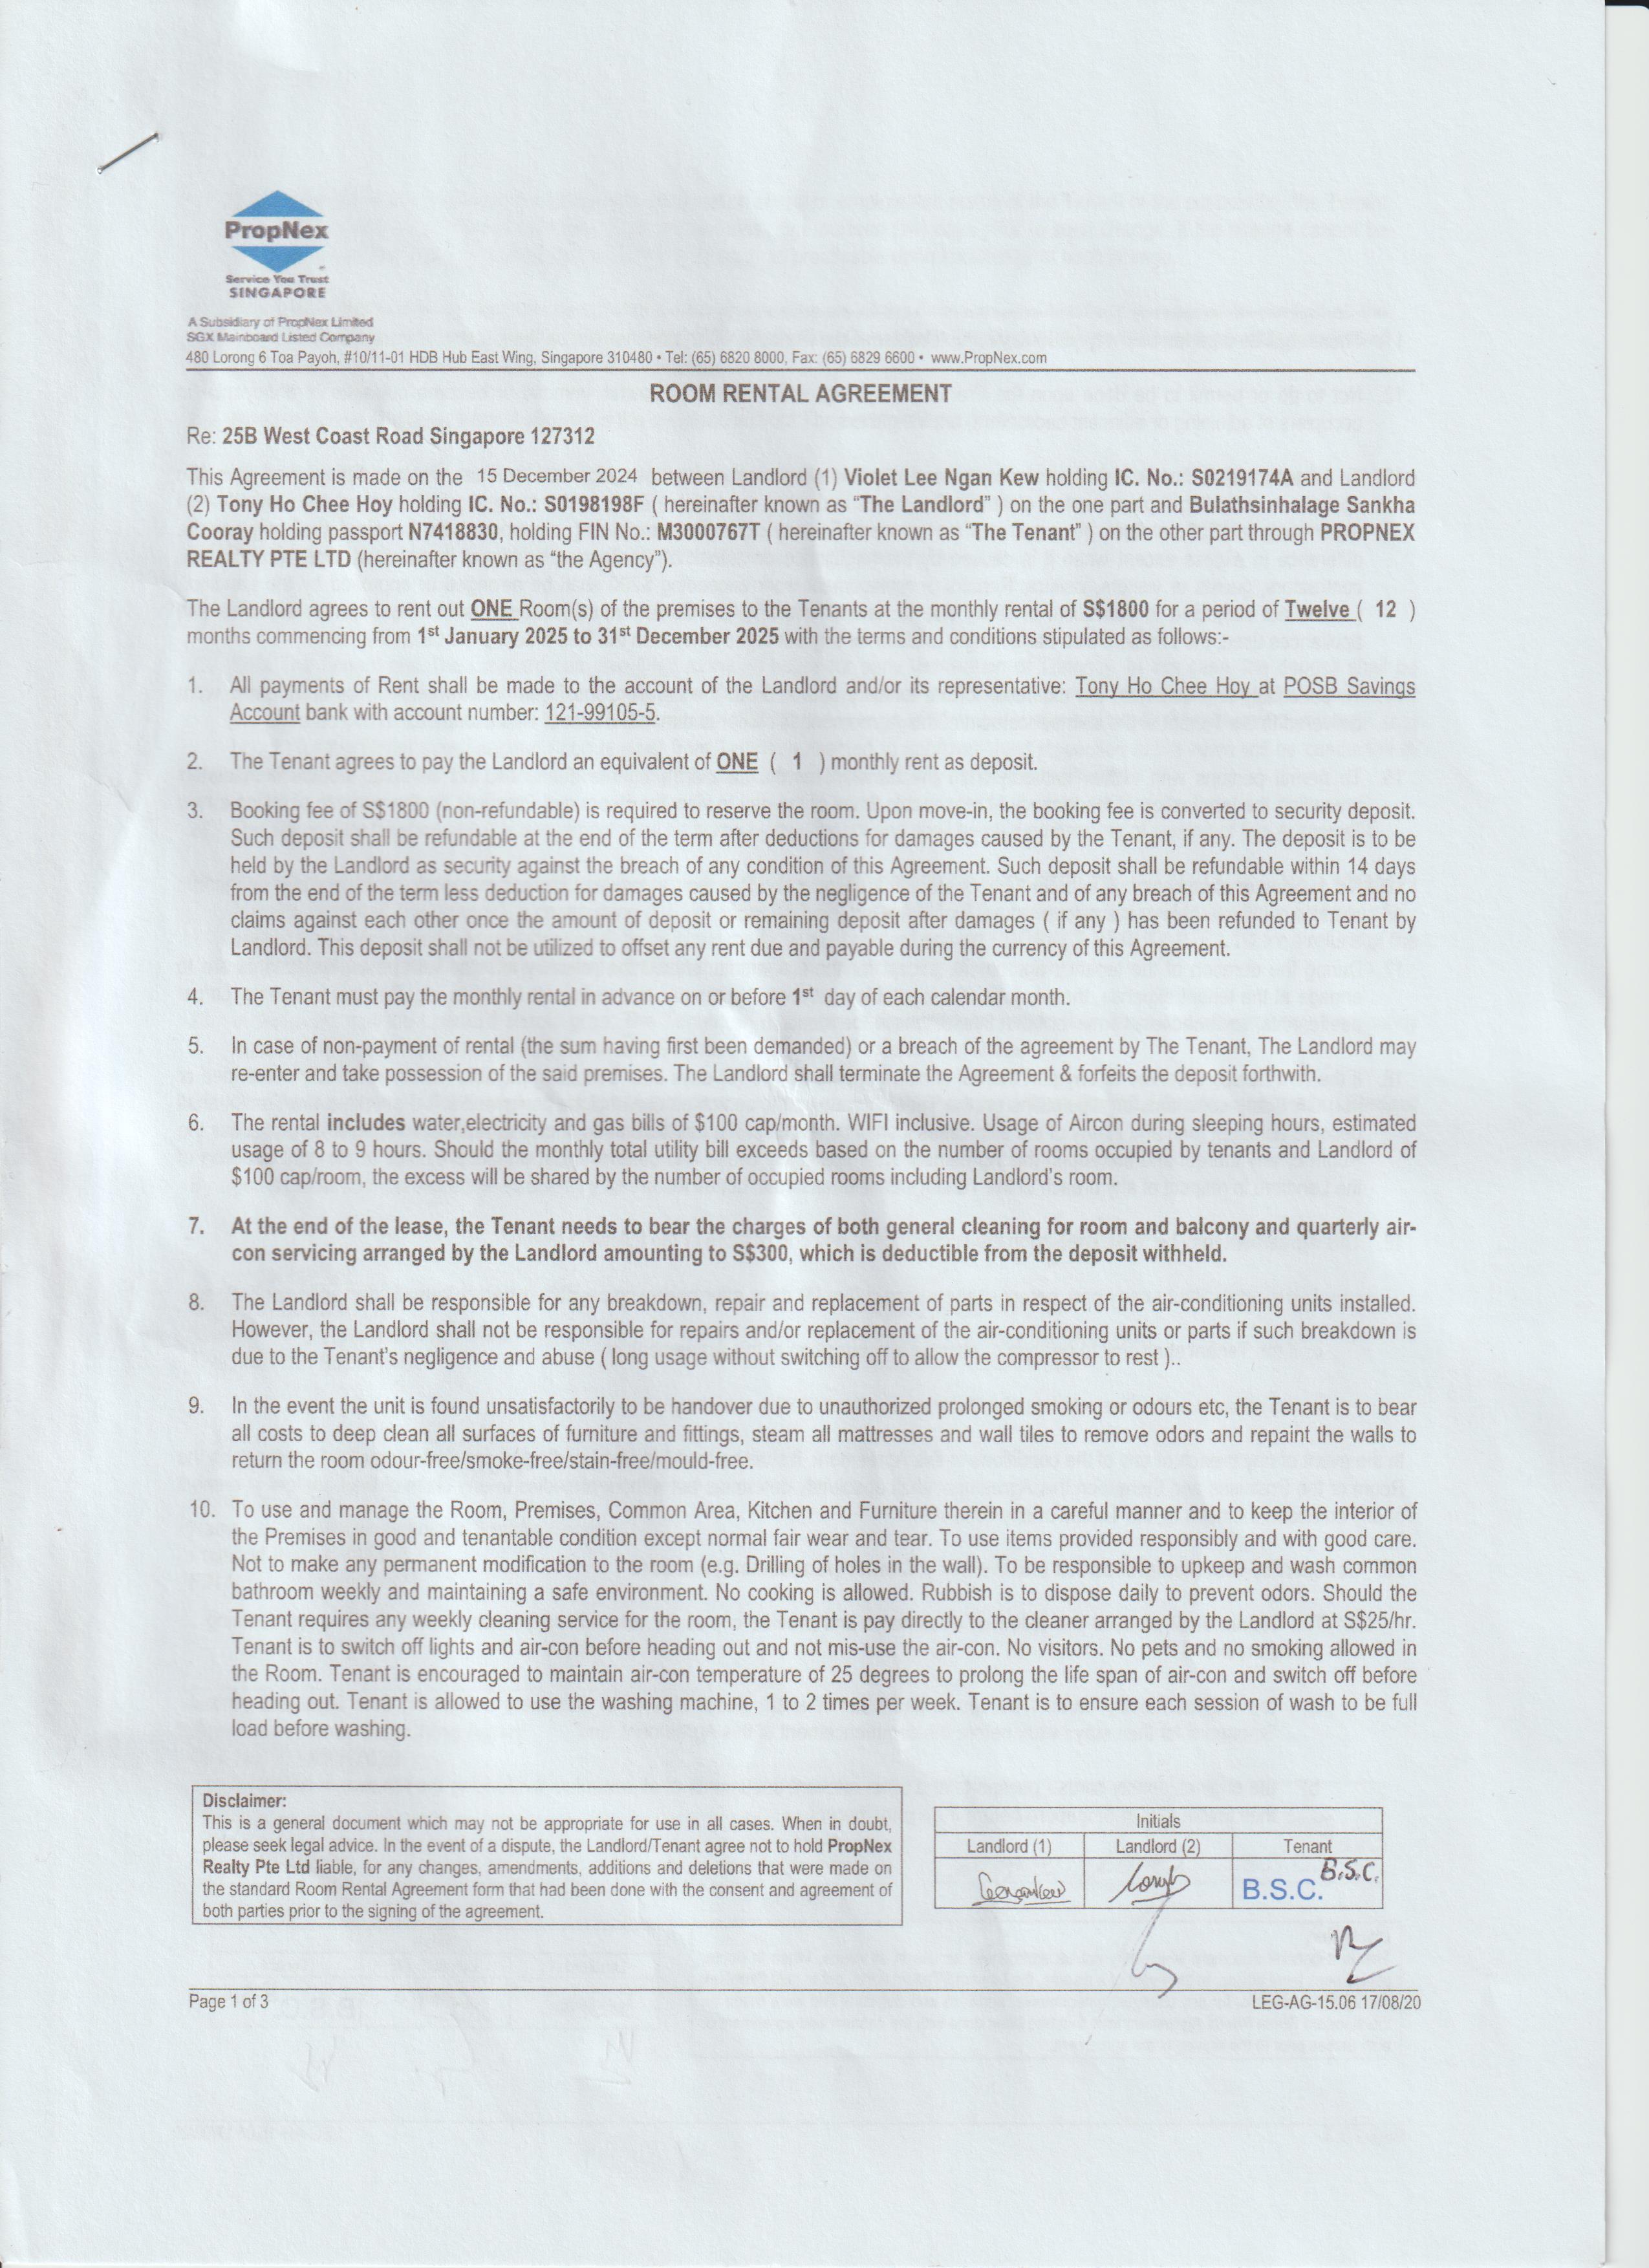 PropNex
Service You Trust
SINGAPORE
A Subsidiary of PropNex Limited
SGX Mainboard Listed Company
480 Lorong 6 Toa Payoh, #10/11-01 HDB Hub East Wing, Singapore 310480 • Tel: (65) 6820 8000, Fax: (65) 6829 6600 • www.PropNex.com
ROOM RENTAL AGREEMENT
Re: 25B West Coast Road Singapore 127312
This Agreement is made on the 15 December 2024 between Landlord (1) Violet Lee Ngan Kew holding IC. No.: S0219174A and Landlord
(2) Tony Ho Chee Hoy holding IC. No.: S0198198F ( hereinafter known as “The Landlord” ) on the one part and Bulathsinhalage Sankha
Cooray holding passport N7418830, holding FIN No.: M3000767T ( hereinafter known as “The Tenant” ) on the other part through PROPNEX
REALTY PTE LTD (hereinafter known as “the Agency”).
The Landlord agrees to rent out ONE Room(s) of the premises to the Tenants at the monthly rental of S$1800 for a period of Twelve ( 12 )
months commencing from 1st January 2025 to 31st December 2025 with the terms and conditions stipulated as follows:-
1. All payments of Rent shall be made to the account of the Landlord and/or its representative: Tony Ho Chee Hoy at POSB Savings
Account bank with account number: 121-99105-5.
2. The Tenant agrees to pay the Landlord an equivalent of ONE ( 1 ) monthly rent as deposit.
3. Booking fee of S$1800 (non-refundable) is required to reserve the room. Upon move-in, the booking fee is converted to security deposit.
Such deposit shall be refundable at the end of the term after deductions for damages caused by the Tenant, if any. The deposit is to be
held by the Landlord as security against the breach of any condition of this Agreement. Such deposit shall be refundable within 14 days
from the end of the term less deduction for damages caused by the negligence of the Tenant and of any breach of this Agreement and no
claims against each other once the amount of deposit or remaining deposit after damages ( if any ) has been refunded to Tenant by
Landlord. This deposit shall not be utilized to offset any rent due and payable during the currency of this Agreement.
4. The Tenant must pay the monthly rental in advance on or before 1st day of each calendar month.
5. In case of non-payment of rental (the sum having first been demanded) or a breach of the agreement by The Tenant, The Landlord may
re-enter and take possession of the said premises. The Landlord shall terminate the Agreement & forfeits the deposit forthwith.
6. The rental includes water,electricity and gas bills of $100 cap/month. WIFI inclusive. Usage of Aircon during sleeping hours, estimated
usage of 8 to 9 hours. Should the monthly total utility bill exceeds based on the number of rooms occupied by tenants and Landlord of
$100 cap/room, the excess will be shared by the number of occupied rooms including Landlord’s room.
7. At the end of the lease, the Tenant needs to bear the charges of both general cleaning for room and balcony and quarterly air-
con servicing arranged by the Landlord amounting to S$300, which is deductible from the deposit withheld.
8. The Landlord shall be responsible for any breakdown, repair and replacement of parts in respect of the air-conditioning units installed.
However, the Landlord shall not be responsible for repairs and/or replacement of the air-conditioning units or parts if such breakdown is
due to the Tenant’s negligence and abuse ( long usage without switching off to allow the compressor to rest )..
9. In the event the unit is found unsatisfactorily to be handover due to unauthorized prolonged smoking or odours etc, the Tenant is to bear
all costs to deep clean all surfaces of furniture and fittings, steam all mattresses and wall tiles to remove odors and repaint the walls to
return the room odour-free/smoke-free/stain-free/mould-free.
10. To use and manage the Room, Premises, Common Area, Kitchen and Furniture therein in a careful manner and to keep the interior of
the Premises in good and tenantable condition except normal fair wear and tear. To use items provided responsibly and with good care.
Not to make any permanent modification to the room (e.g. Drilling of holes in the wall). To be responsible to upkeep and wash common
bathroom weekly and maintaining a safe environment. No cooking is allowed. Rubbish is to dispose daily to prevent odors. Should the
Tenant requires any weekly cleaning service for the room, the Tenant is pay directly to the cleaner arranged by the Landlord at S$25/hr.
Tenant is to switch off lights and air-con before heading out and not mis-use the air-con. No visitors. No pets and no smoking allowed in
the Room. Tenant is encouraged to maintain air-con temperature of 25 degrees to prolong the life span of air-con and switch off before
heading out. Tenant is allowed to use the washing machine, 1 to 2 times per week. Tenant is to ensure each session of wash to be full
load before washing.
Disclaimer:
This is a general document which may not be appropriate for use in all cases. When in doubt,
please seek legal advice. In the event of a dispute, the Landlord/Tenant agree not to hold PropNex
Realty Pte Ltd liable, for any changes, amendments, additions and deletions that were made on
the standard Room Rental Agreement form that had been done with the consent and agreement of
both parties prior to the signing of the agreement.
Initials
Landlord (1) Landlord (2) Tenant
B.S.C. B.S.C.
Page 1 of 3 LEG-AG-15.06 17/08/20